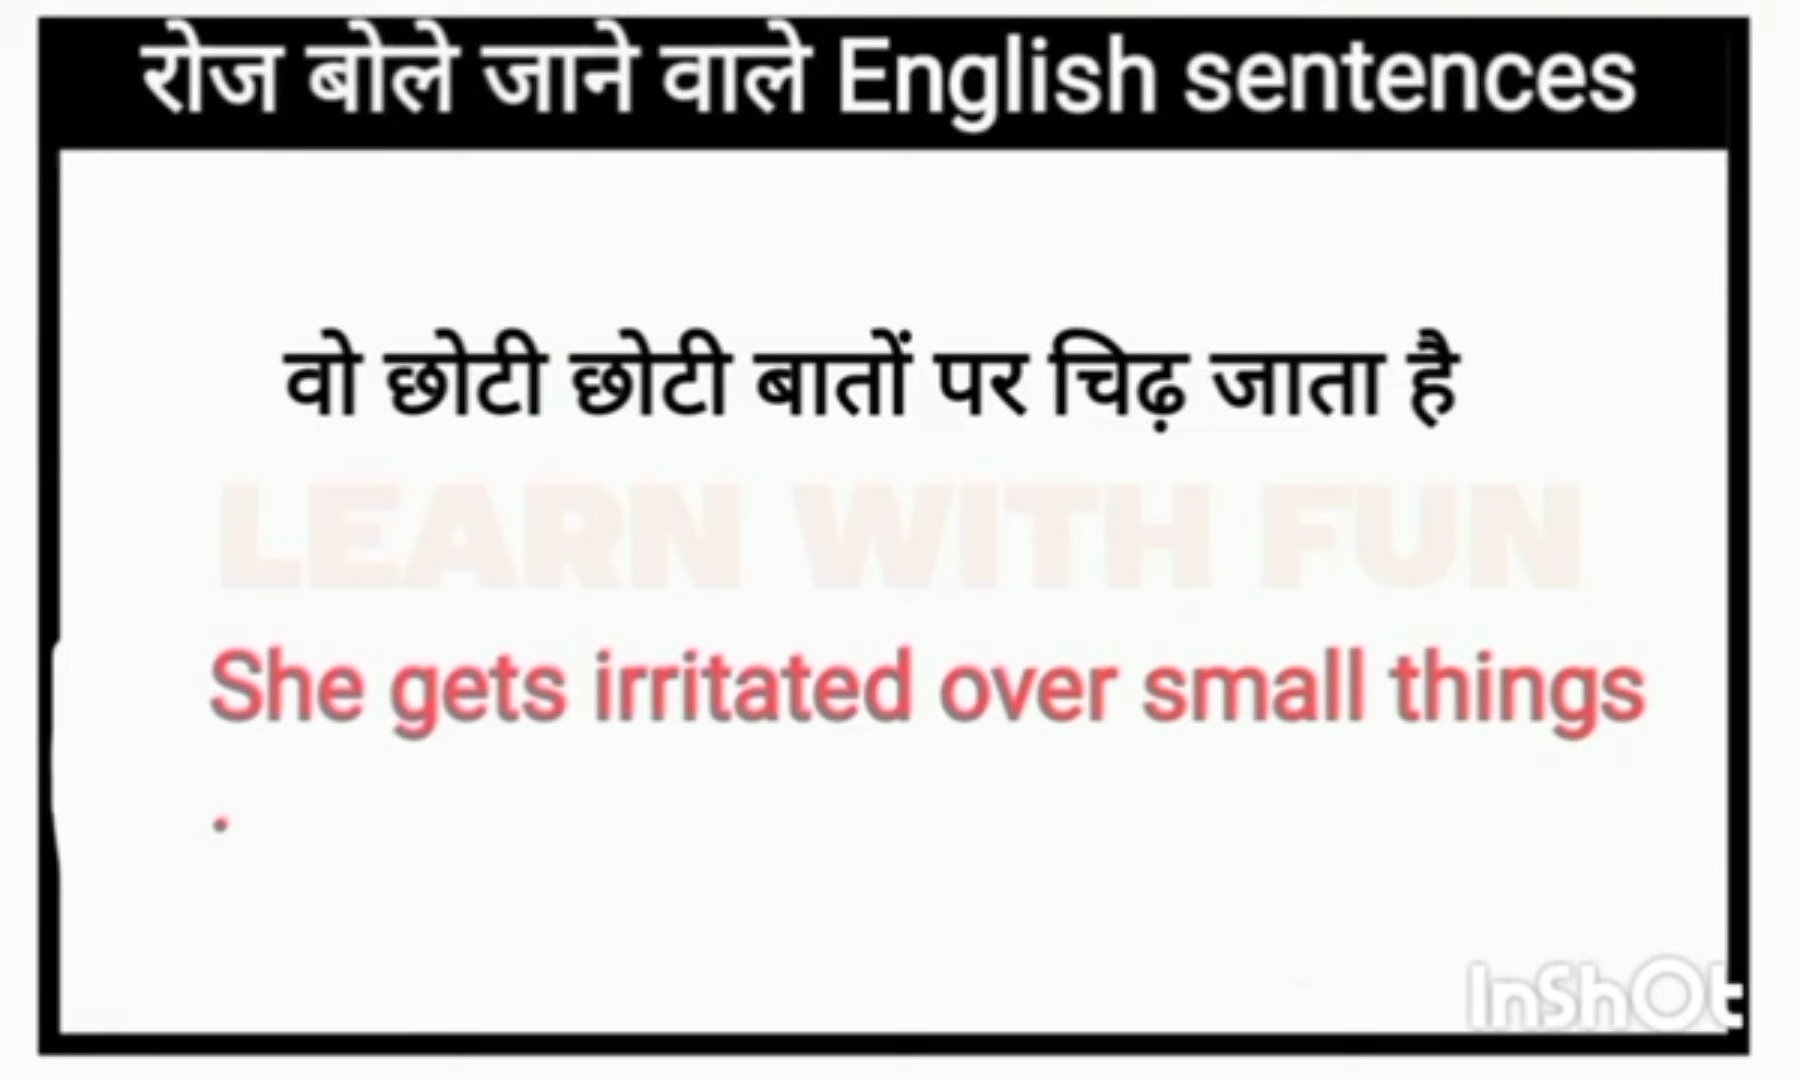 रोज बोले जाने वाले English sentences
वो छोटी छोटी बातों पर चिढ़ जाता है
LEARN WITH FUN
She gets irritated over small things
.
InShOt